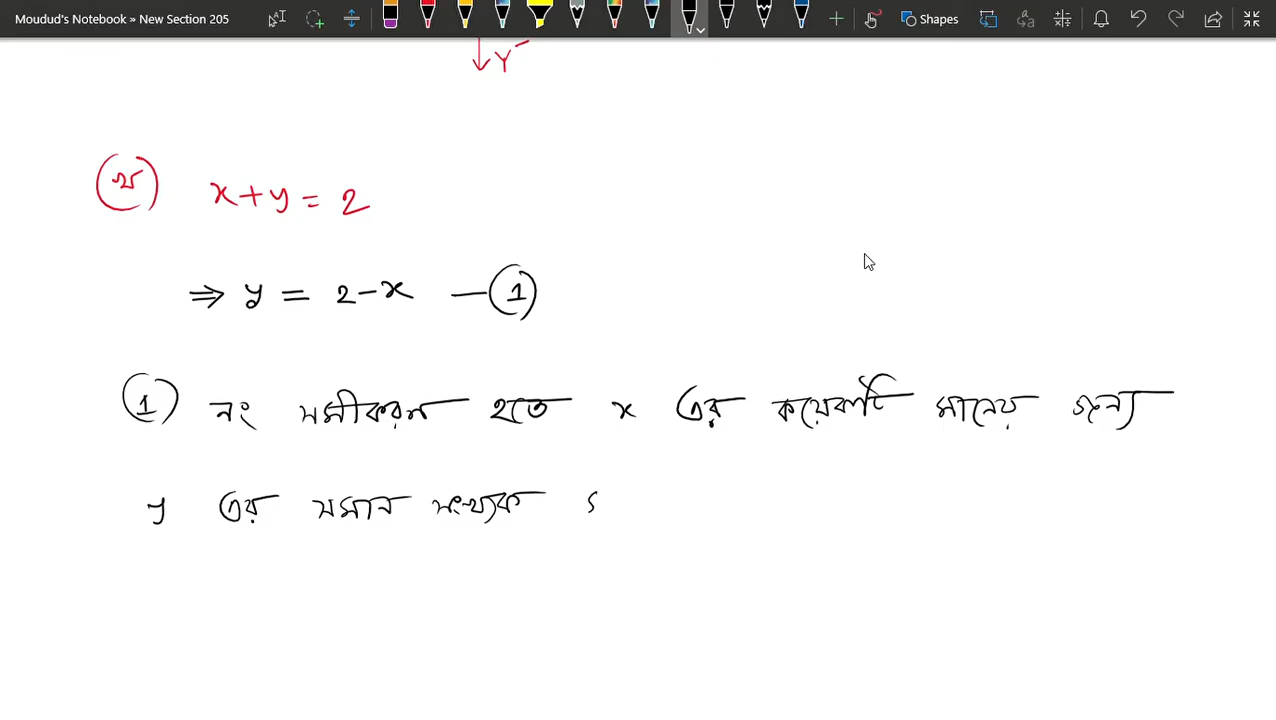 Moudud's Notebook » New Section 205
Shapes
Y⁻
(খ) x+y = 2
⇒ y = 2-x —(1)
(1) নং সমীকরণ হতে x এর কয়েকটি মানের জন্য
y এর সমান সংখ্যক